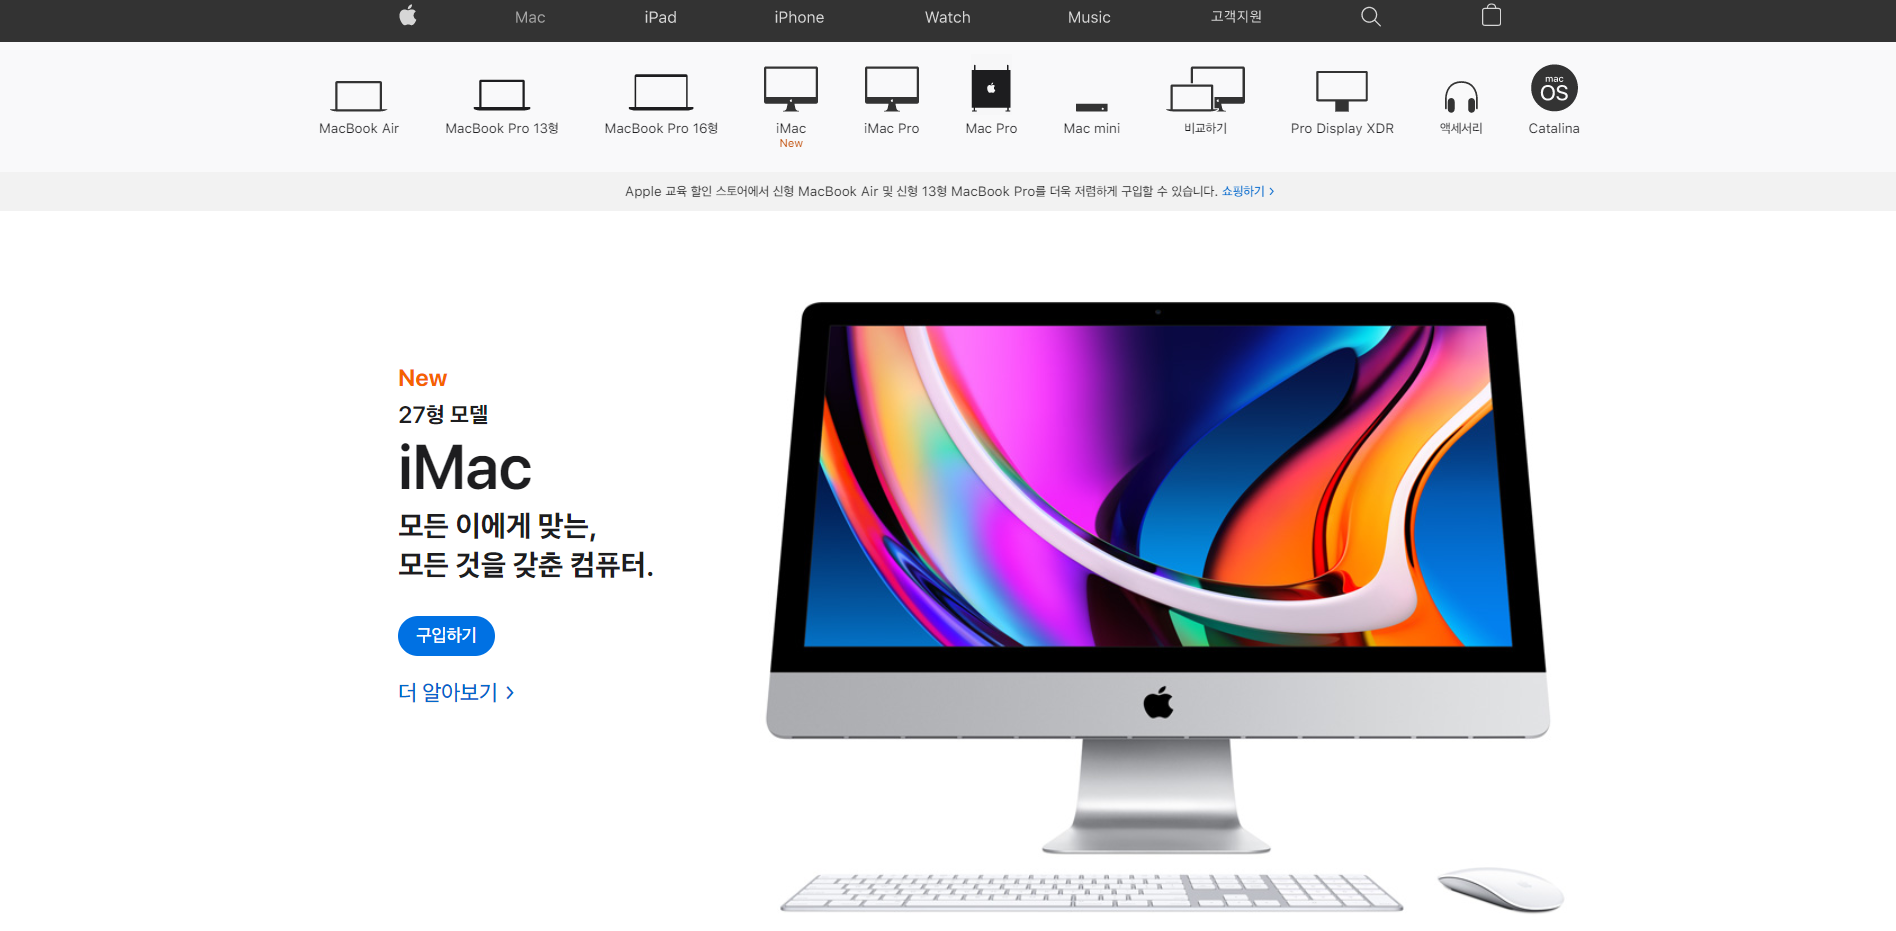 Mac iPad iPhone Watch Music 고객지원
MacBook Air
MacBook Pro 13형
MacBook Pro 16형
iMac
New
iMac Pro
Mac Pro
Mac mini
비교하기
Pro Display XDR
액세서리
mac
OS
Catalina
Apple 교육 할인 스토어에서 신형 MacBook Air 및 신형 13형 MacBook Pro를 더욱 저렴하게 구입할 수 있습니다. 쇼핑하기 >
New
27형 모델
iMac
모든 이에게 맞는,
모든 것을 갖춘 컴퓨터.
구입하기
더 알아보기 >